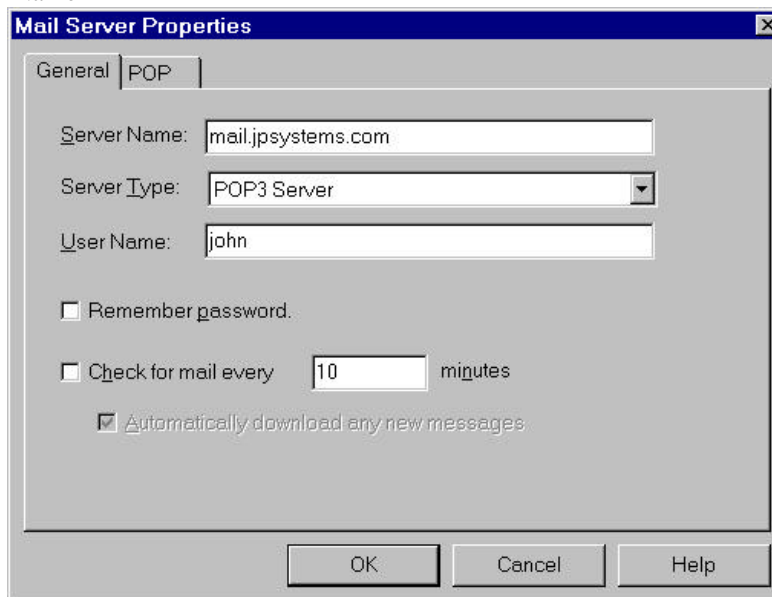 Mail Server Properties
General POP
Server Name: mail.jpsystems.com
Server Type: POP3 Server
User Name: john
Remember password.
Check for mail every 10 minutes
Automatically download any new messages
OK Cancel Help